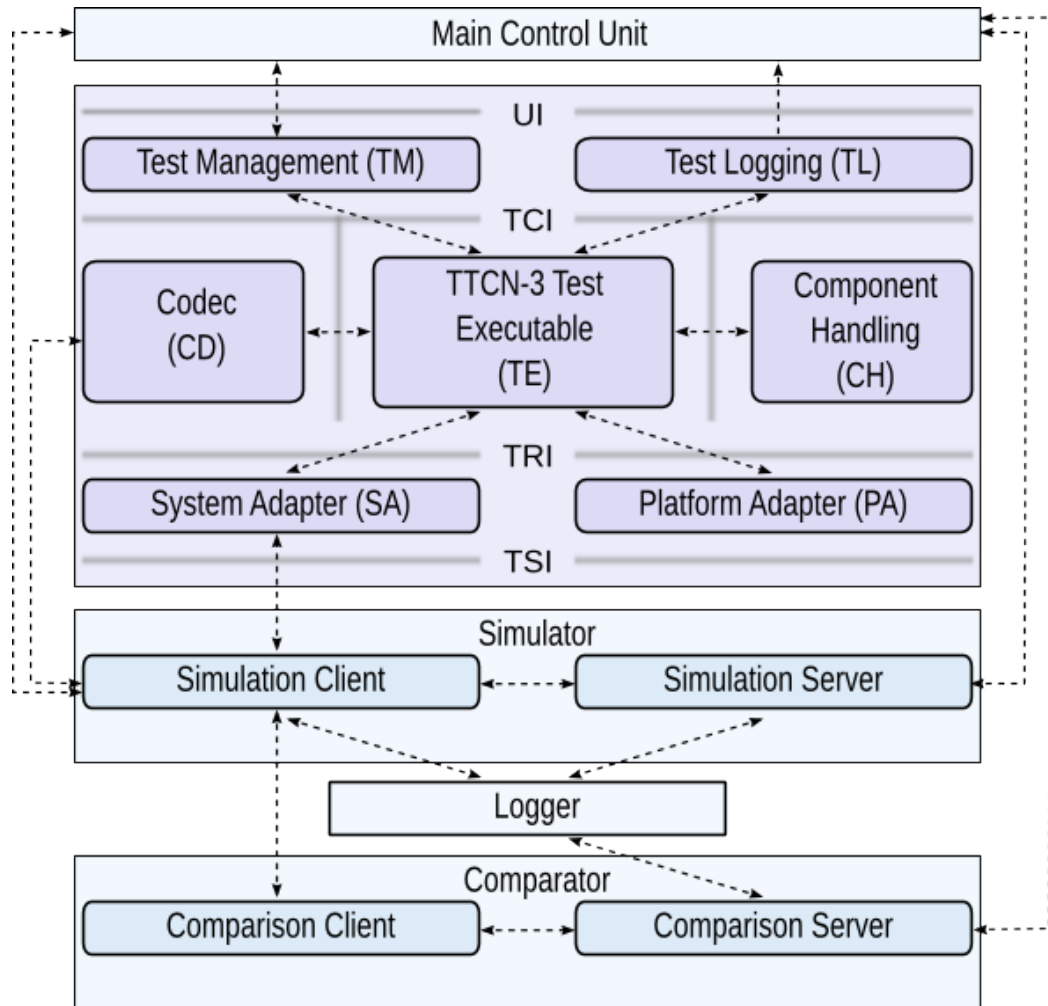 Main Control Unit
UI
Test Management (TM)
Test Logging (TL)
TCI
Codec
(CD)
TTCN-3 Test
Executable
(TE)
Component
Handling
(CH)
TRI
System Adapter (SA)
Platform Adapter (PA)
TSI
Simulator
Simulation Client
Simulation Server
Logger
Comparator
Comparison Client
Comparison Server